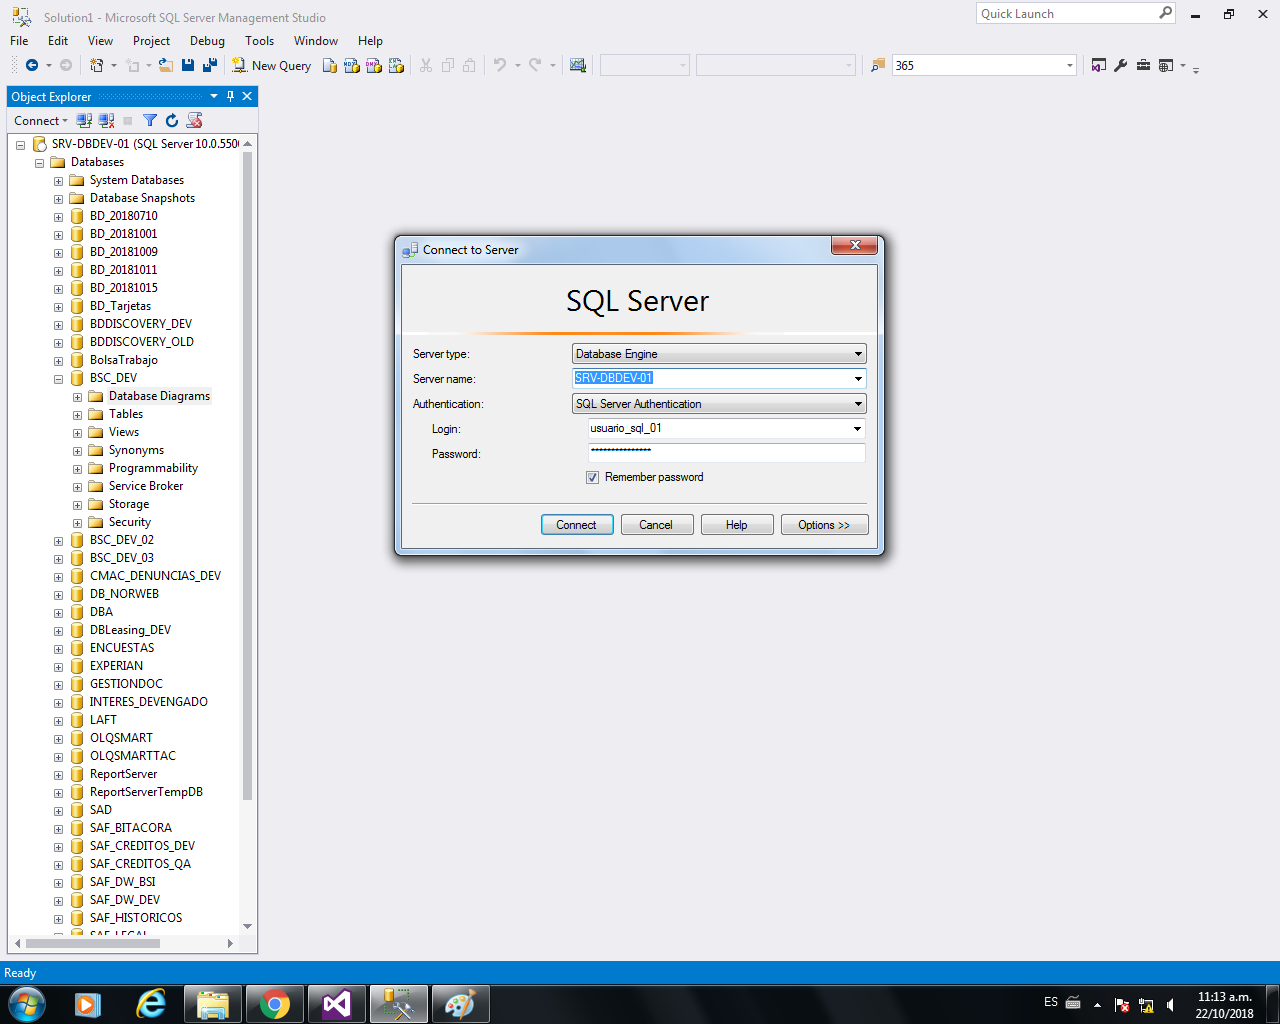 Solution1 - Microsoft SQL Server Management Studio
Quick Launch
File Edit View Project Debug Tools Window Help
New Query
365
Object Explorer
Connect
SRV-DBDEV-01 (SQL Server 10.0.550
Databases
System Databases
Database Snapshots
BD_20180710
BD_20181001
BD_20181009
BD_20181011
BD_20181015
BD_Tarjetas
BDDISCOVERY_DEV
BDDISCOVERY_OLD
BolsaTrabajo
BSC_DEV
Database Diagrams
Tables
Views
Synonyms
Programmability
Service Broker
Storage
Security
BSC_DEV_02
BSC_DEV_03
CMAC_DENUNCIAS_DEV
DB_NORWEB
DBA
DBLeasing_DEV
ENCUESTAS
EXPERIAN
GESTIONDOC
INTERES_DEVENGADO
LAFT
OLQSMART
OLQSMARTTAC
ReportServer
ReportServerTempDB
SAD
SAF_BITACORA
SAF_CREDITOS_DEV
SAF_CREDITOS_QA
SAF_DW_BSI
SAF_DW_DEV
SAF_HISTORICOS
SAF_LEGAL
Connect to Server
SQL Server
Server type: Database Engine
Server name: SRV-DBDEV-01
Authentication: SQL Server Authentication
Login: usuario_sql_01
Password: ***************
Remember password
Connect Cancel Help Options >>
Ready
ES
11:13 a.m.
22/10/2018